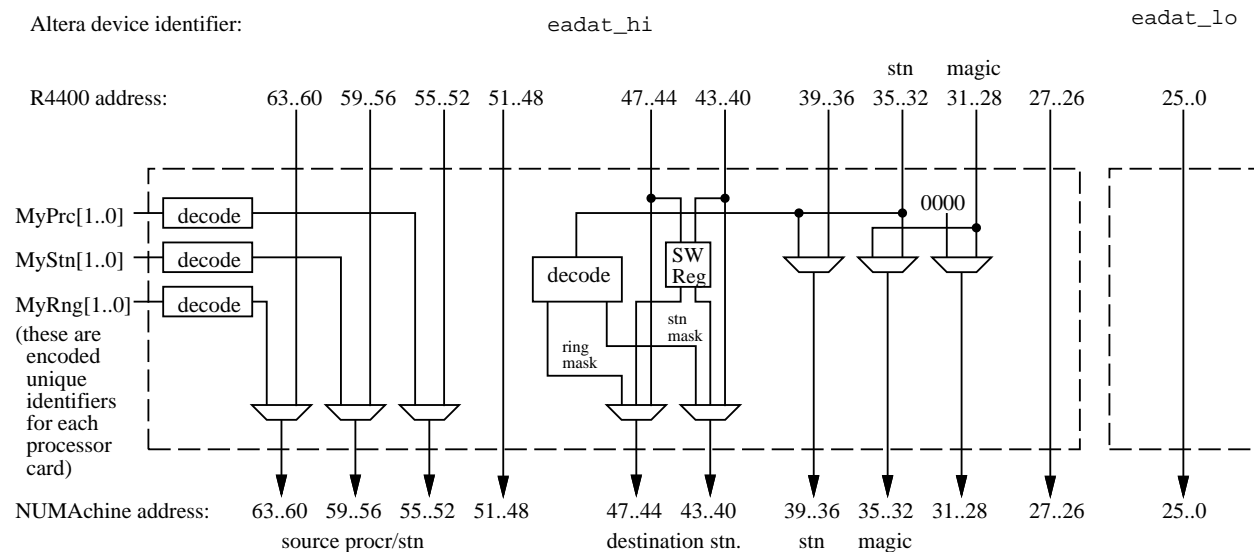 Altera device identifier: eadat_hi eadat_lo
stn magic
R4400 address: 63..60 59..56 55..52 51..48 47..44 43..40 39..36 35..32 31..28 27..26 25..0
MyPrc[1..0] decode 0000
MyStn[1..0] decode SW
decode Reg
MyRng[1..0] decode
(these are stn
encoded ring mask
unique mask
identifiers
for each
processor
card)
NUMAchine address: 63..60 59..56 55..52 51..48 47..44 43..40 39..36 35..32 31..28 27..26 25..0
source procr/stn destination stn. stn magic